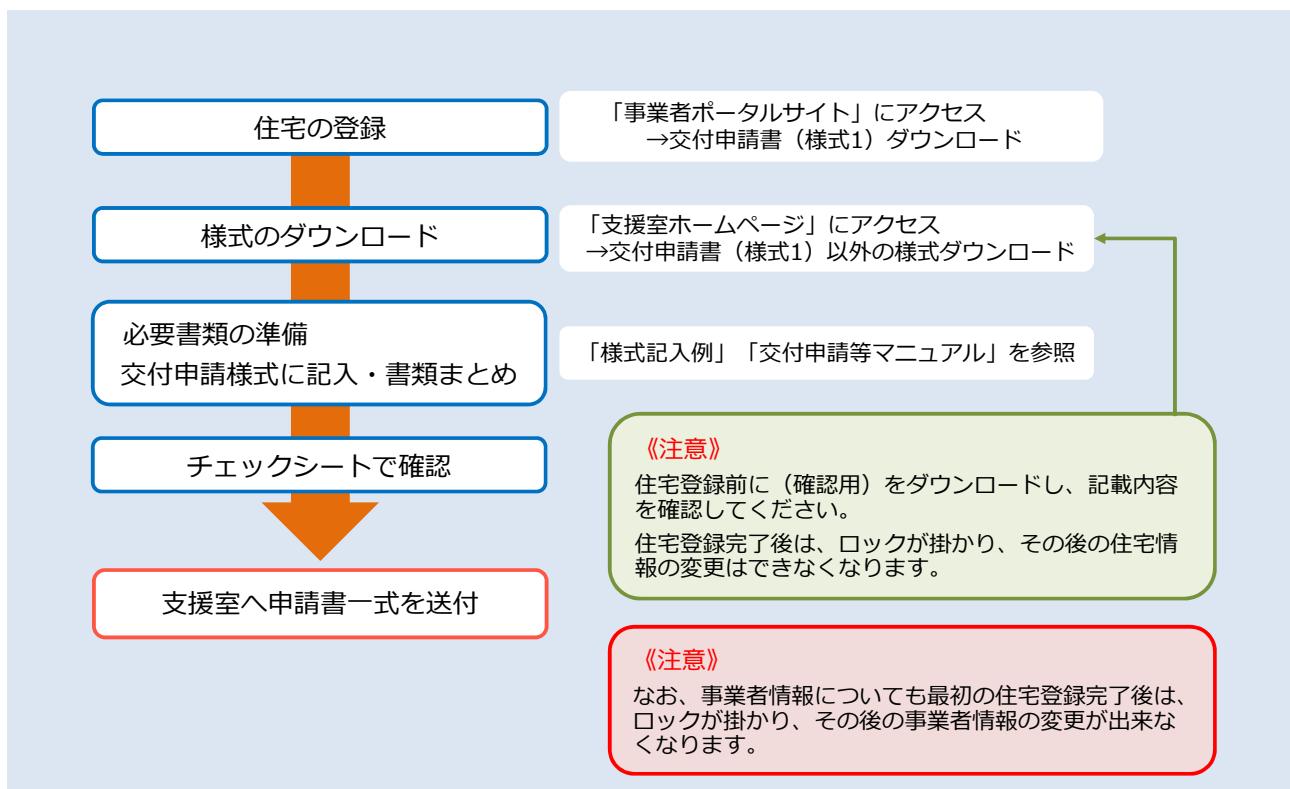 住宅の登録
「事業者ポータルサイト」にアクセス
→交付申請書（様式1）ダウンロード
様式のダウンロード
「支援室ホームページ」にアクセス
→交付申請書（様式1）以外の様式ダウンロード
必要書類の準備
交付申請様式に記入・書類まとめ
「様式記入例」「交付申請等マニュアル」を参照
チェックシートで確認
支援室へ申請書一式を送付
《注意》
住宅登録前に（確認用）をダウンロードし、記載内容
を確認してください。
住宅登録完了後は、ロックが掛かり、その後の住宅情
報の変更はできなくなります。
《注意》
なお、事業者情報についても最初の住宅登録完了後は、
ロックが掛かり、その後の事業者情報の変更が出来な
くなります。